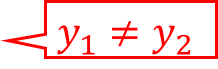 y₁ ≠ y₂